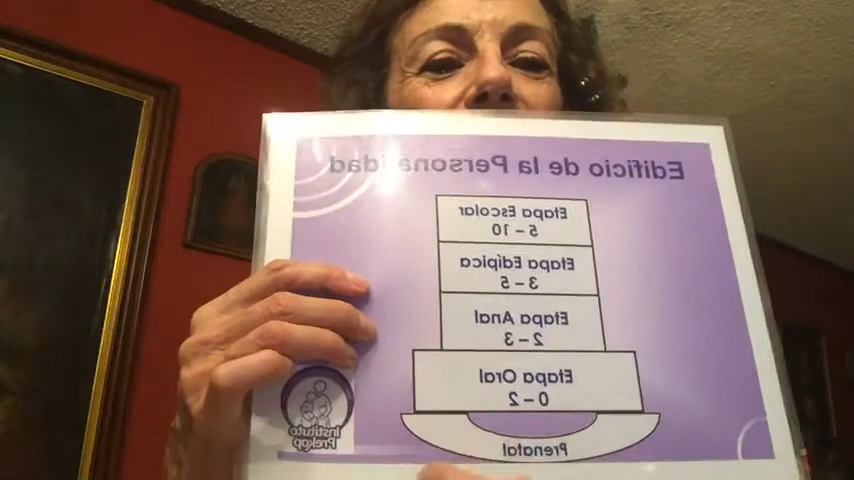 Edificio de la Personalidad
Etapa Escolar
5 – 10
Etapa Edípica
3 – 5
Etapa Anal
2 – 3
Etapa Oral
0 – 2
Prenatal
Instituto
Prekop